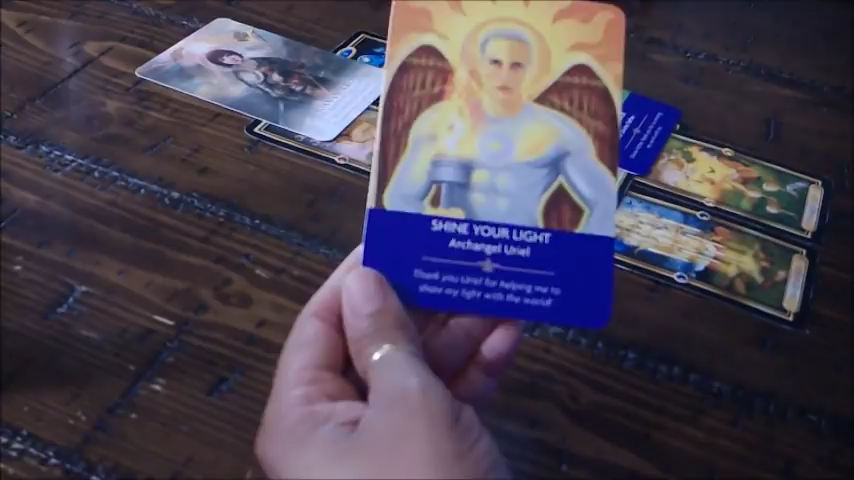 SHINE YOUR LIGHT
Archangel Uriel
Thank you Uriel for helping me to
share my light with the world!